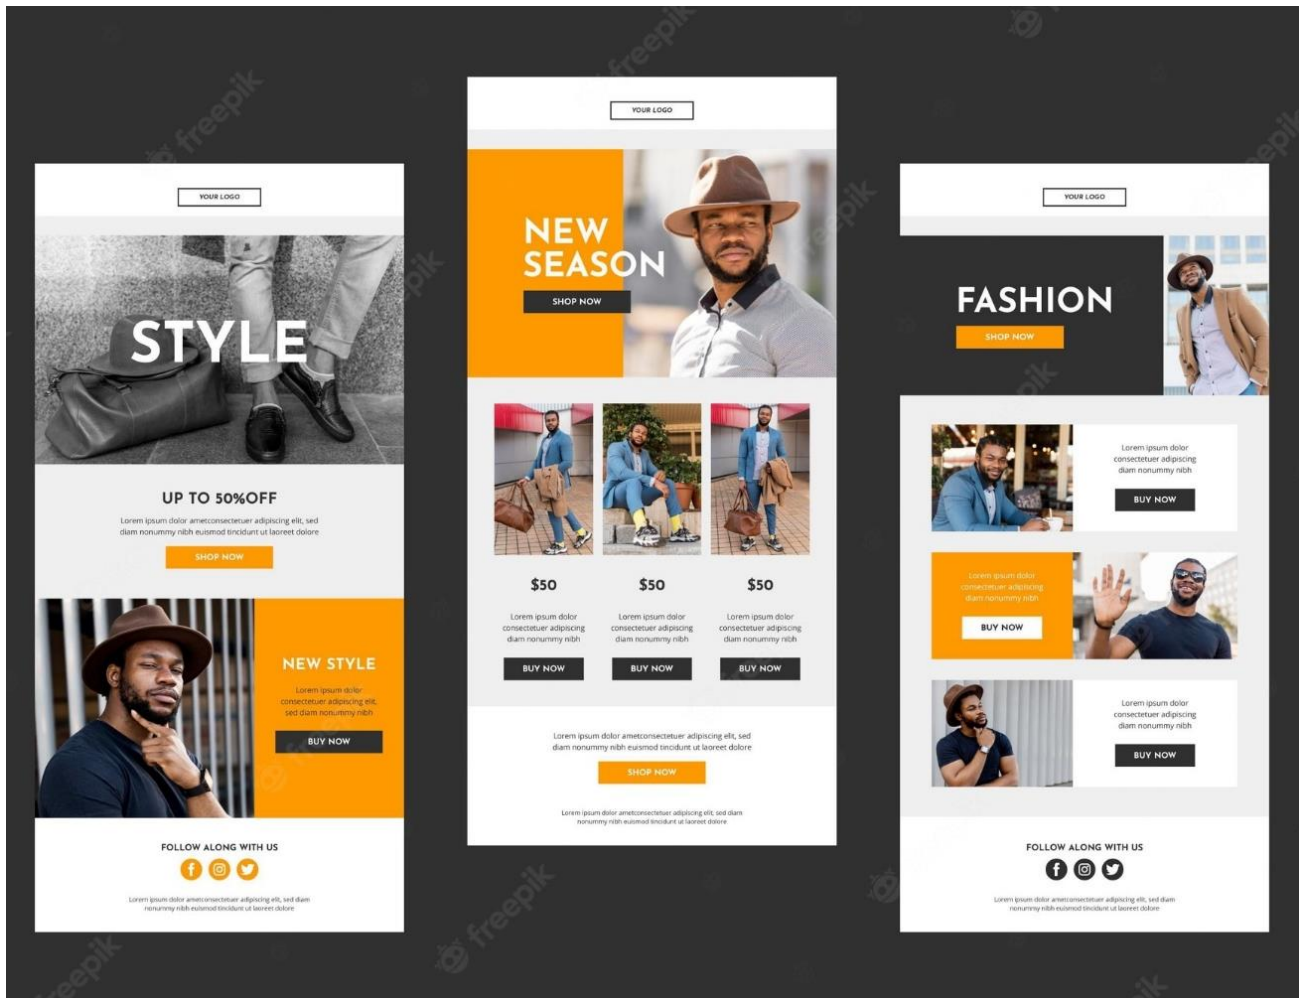 YOUR LOGO
STYLE
UP TO 50%OFF
Lorem ipsum dolor ametconsectetuer adipiscing elit, sed
diam nonummy nibh euismod tincidunt ut laoreet dolore
SHOP NOW
NEW STYLE
Lorem ipsum dolor
consectetuer adipiscing elit,
sed diam nonummy nibh
BUY NOW
FOLLOW ALONG WITH US
Lorem ipsum dolor ametconsectetuer adipiscing elit, sed diam
nonummy nibh euismod tincidunt ut laoreet dolore
YOUR LOGO
NEW
SEASON
SHOP NOW
$50
Lorem ipsum dolor
consectetuer adipiscing
diam nonummy nibh
BUY NOW
$50
Lorem ipsum dolor
consectetuer adipiscing
diam nonummy nibh
BUY NOW
$50
Lorem ipsum dolor
consectetuer adipiscing
diam nonummy nibh
BUY NOW
Lorem ipsum dolor ametconsectetuer adipiscing elit, sed
diam nonummy nibh euismod tincidunt ut laoreet dolore
SHOP NOW
Lorem ipsum dolor ametconsectetuer adipiscing elit, sed diam
nonummy nibh euismod tincidunt ut laoreet dolore
YOUR LOGO
FASHION
SHOP NOW
Lorem ipsum dolor
consectetuer adipiscing
diam nonummy nibh
BUY NOW
Lorem ipsum dolor
consectetuer adipiscing
diam nonummy nibh
BUY NOW
Lorem ipsum dolor
consectetuer adipiscing
diam nonummy nibh
BUY NOW
FOLLOW ALONG WITH US
Lorem ipsum dolor ametconsectetuer adipiscing elit, sed diam
nonummy nibh euismod tincidunt ut laoreet dolore
freepik
freepik
freepik